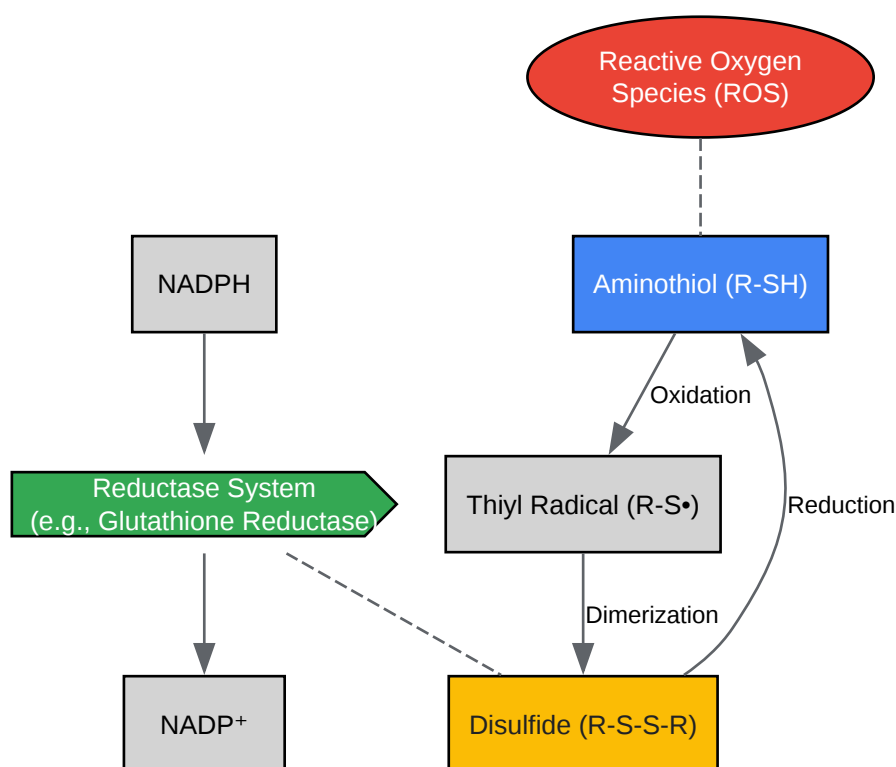 Reactive Oxygen
Species (ROS)
NADPH
Aminothiol (R-SH)
Oxidation
Reductase System
(e.g., Glutathione Reductase)
Thiyl Radical (R-S•)
Reduction
Dimerization
NADP⁺
Disulfide (R-S-S-R)